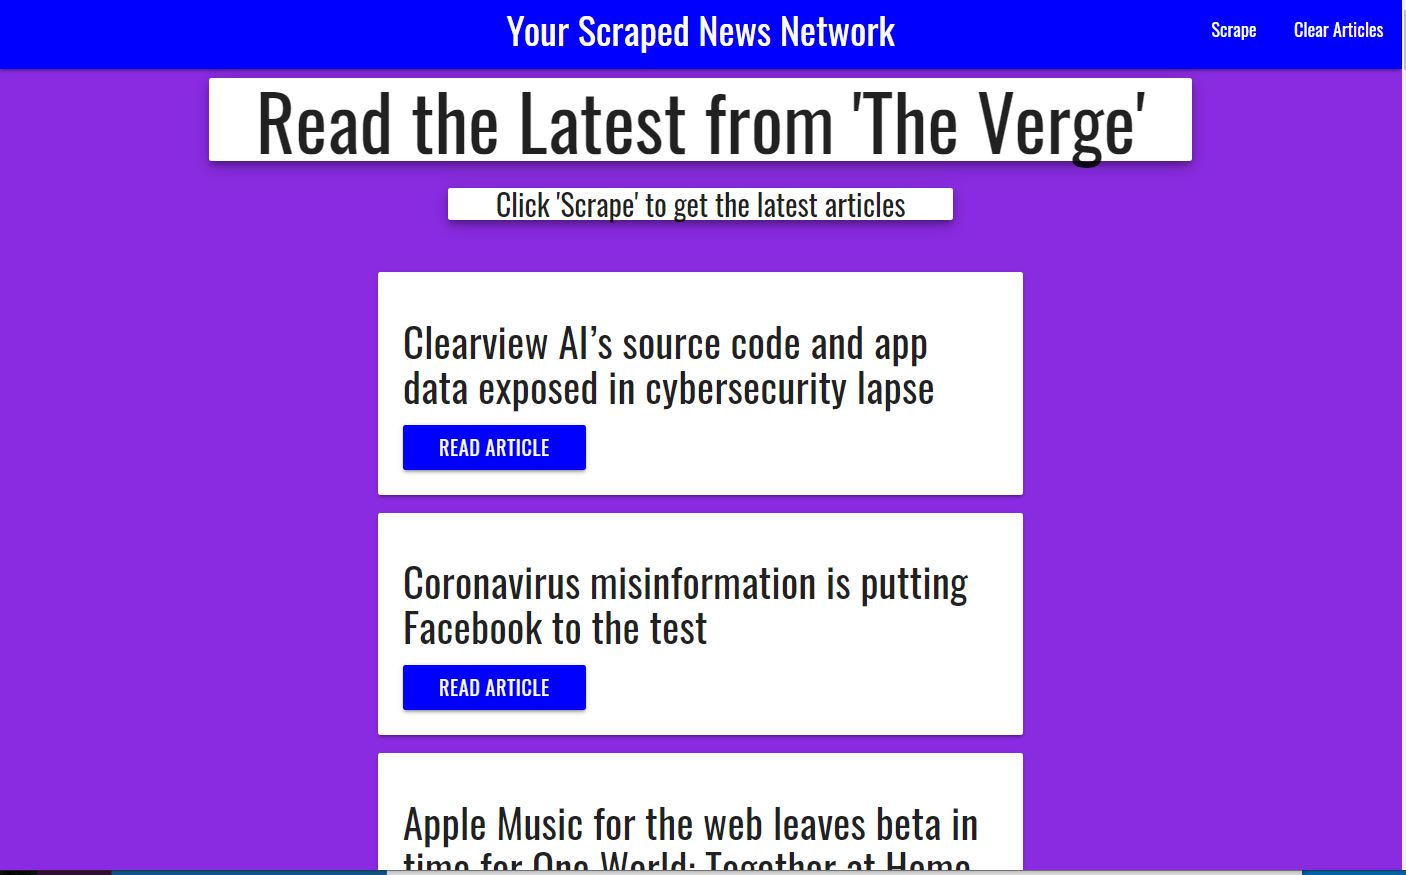 Your Scraped News Network
Scrape
Clear Articles
Read the Latest from 'The Verge'
Click 'Scrape' to get the latest articles
Clearview AI’s source code and app
data exposed in cybersecurity lapse
READ ARTICLE
Coronavirus misinformation is putting
Facebook to the test
READ ARTICLE
Apple Music for the web leaves beta in
time for One World: Together at Home